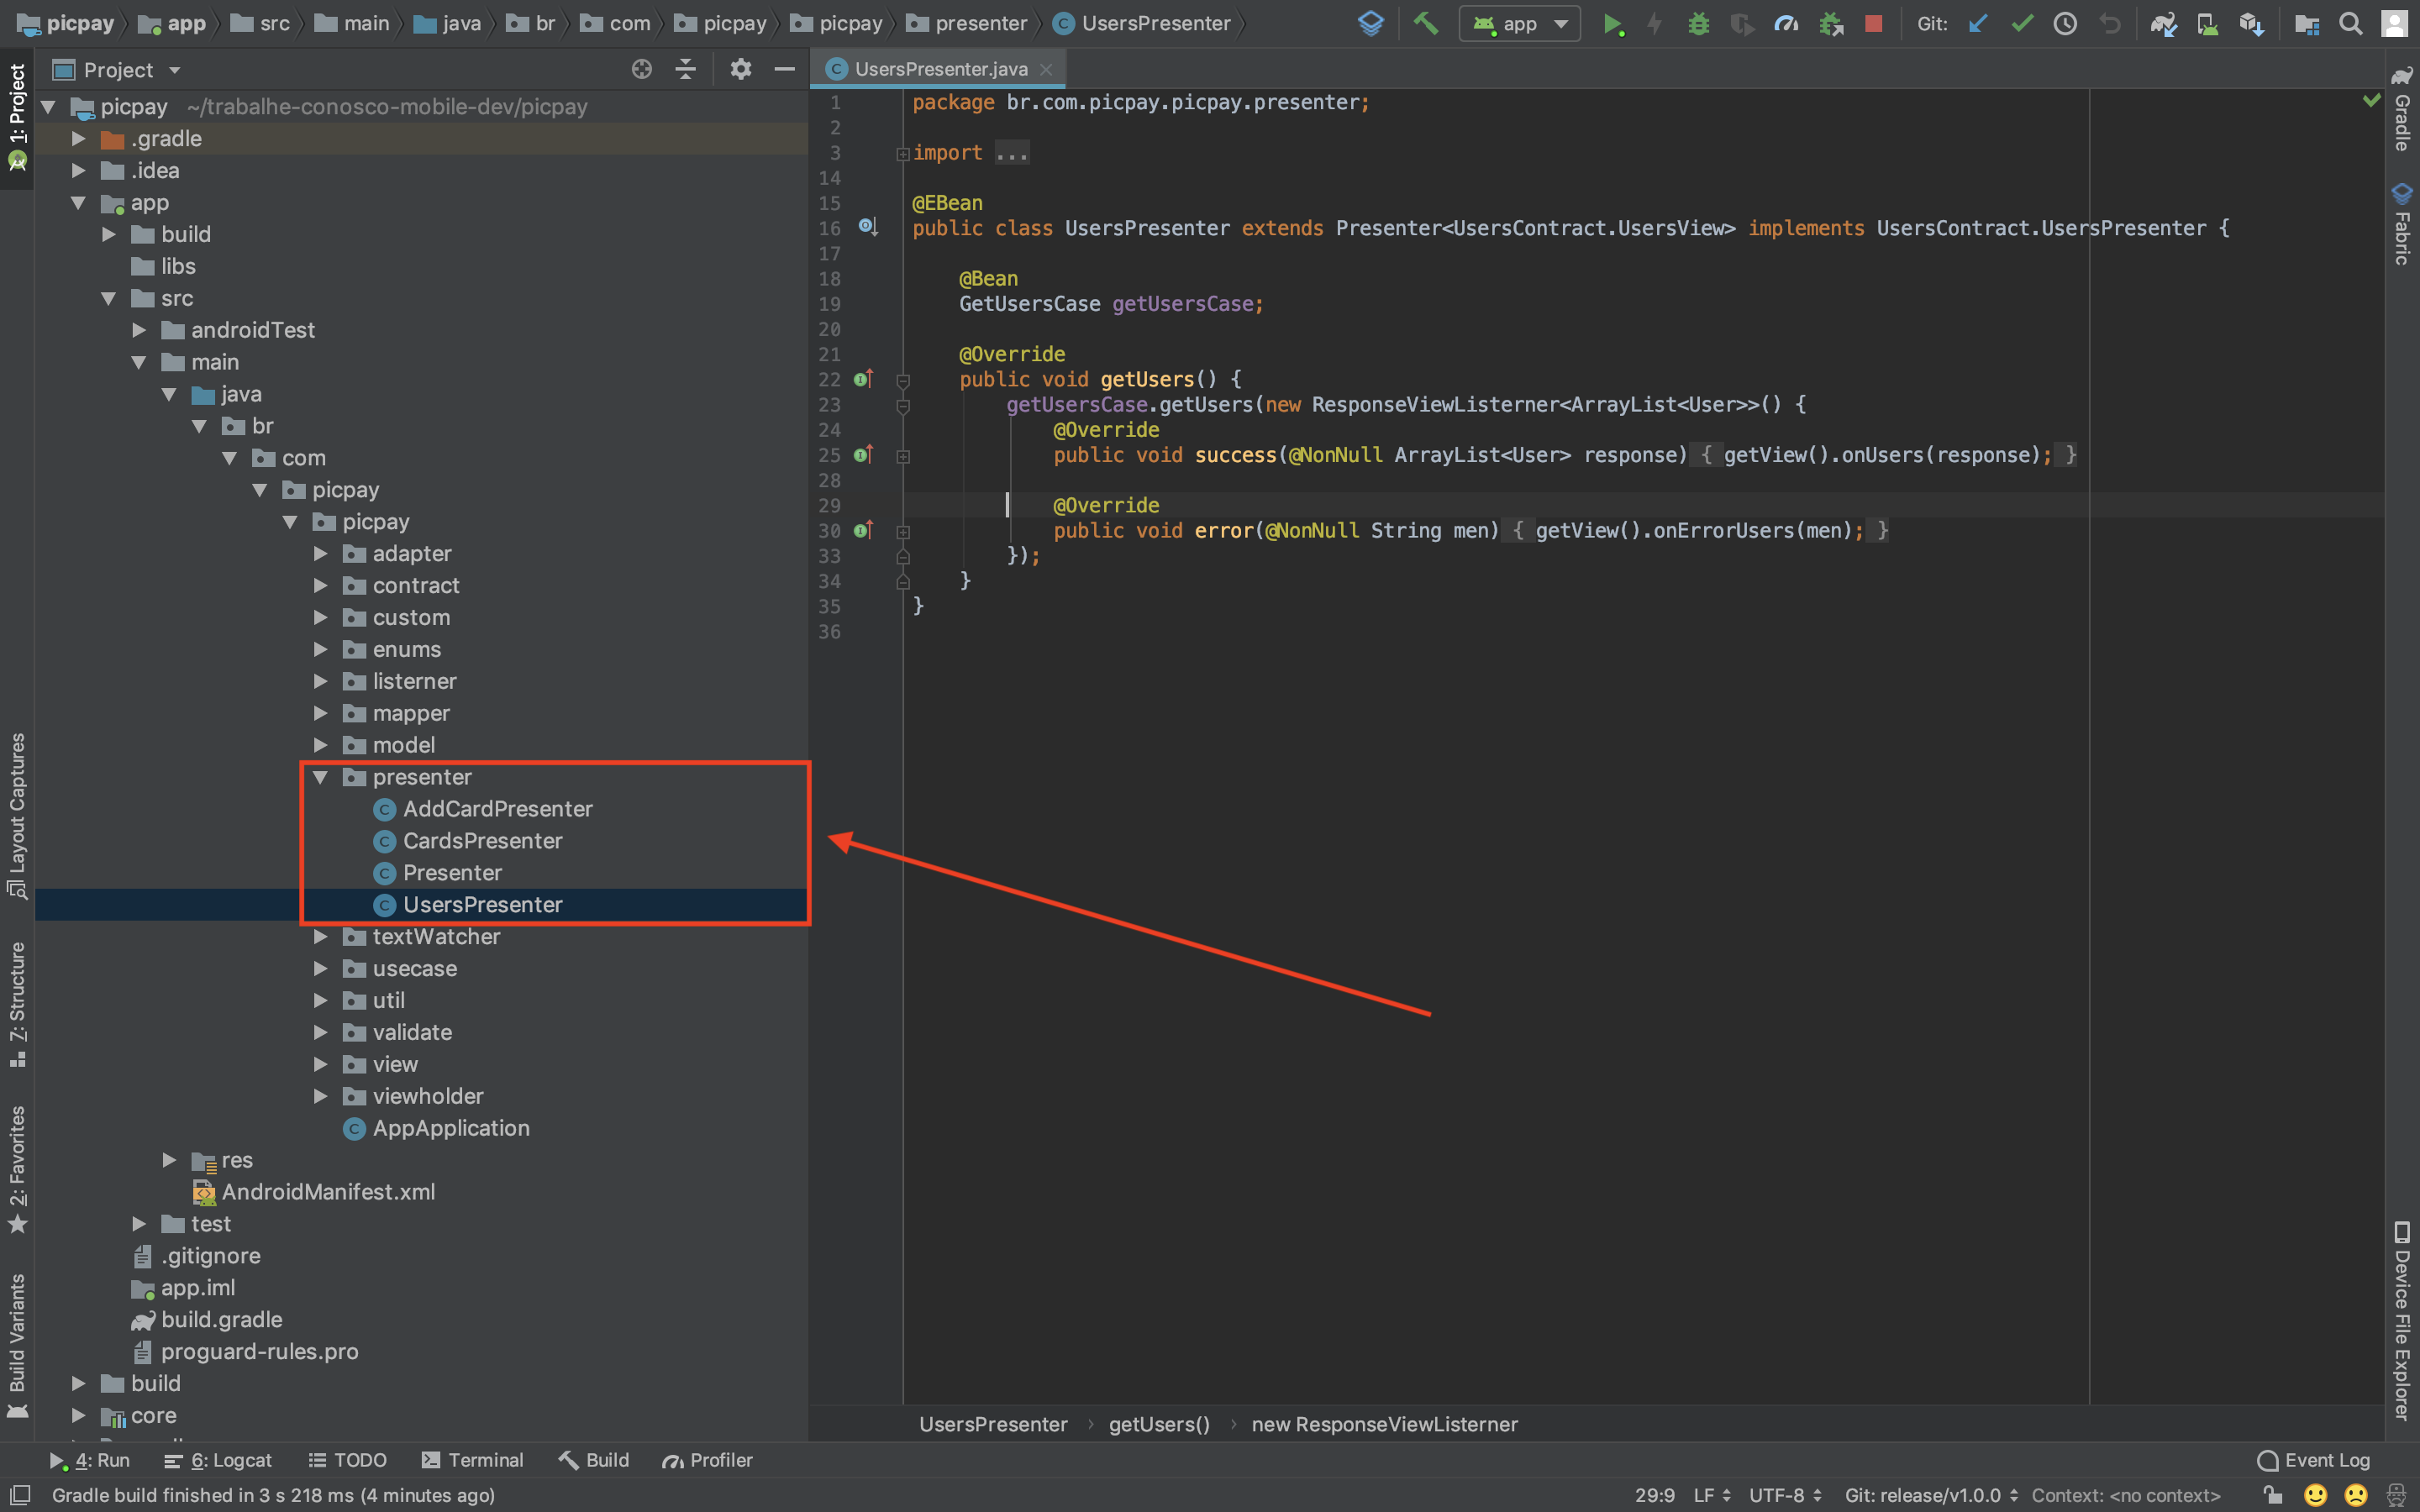 picpay app src main java br com picpay picpay presenter UsersPresenter app Git:
Project
UsersPresenter.java
picpay ~/trabalhe-conosco-mobile-dev/picpay
.gradle
.idea
app
build
libs
src
androidTest
main
java
br
com
picpay
picpay
adapter
contract
custom
enums
listerner
mapper
model
presenter
AddCardPresenter
CardsPresenter
Presenter
UsersPresenter
textWatcher
usecase
util
validate
view
viewholder
AppApplication
res
AndroidManifest.xml
test
.gitignore
app.iml
build.gradle
proguard-rules.pro
build
core
1: Project
Layout Captures
7: Structure
2: Favorites
Build Variants
1 package br.com.picpay.picpay.presenter;
2
3 import ...
14
15 @EBean
16 public class UsersPresenter extends Presenter<UsersContract.UsersView> implements UsersContract.UsersPresenter {
17
18 @Bean
19 GetUsersCase getUsersCase;
20
21 @Override
22 public void getUsers() {
23 getUsersCase.getUsers(new ResponseViewListerner<ArrayList<User>>() {
24 @Override
25 public void success(@NonNull ArrayList<User> response) { getView().onUsers(response); }
28
29 @Override
30 public void error(@NonNull String men) { getView().onErrorUsers(men); }
33 });
34 }
35 }
36
Gradle
Fabric
Device File Explorer
UsersPresenter › getUsers() › new ResponseViewListerner
4: Run 6: Logcat TODO Terminal Build Profiler Event Log
Gradle build finished in 3 s 218 ms (4 minutes ago) 29:9 LF UTF-8 Git: release/v1.0.0 Context: <no context>